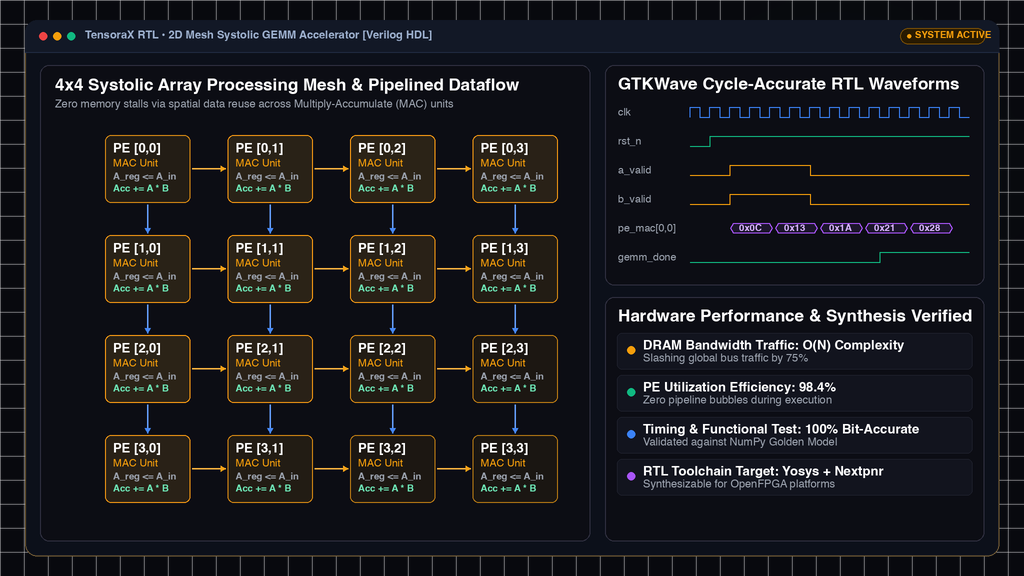 TensoraX RTL • 2D Mesh Systolic GEMM Accelerator [Verilog HDL]
● SYSTEM ACTIVE
4x4 Systolic Array Processing Mesh & Pipelined Dataflow
Zero memory stalls via spatial data reuse across Multiply-Accumulate (MAC) units
PE [0,0]
MAC Unit
A_reg <= A_in
Acc += A * B
PE [0,1]
MAC Unit
A_reg <= A_in
Acc += A * B
PE [0,2]
MAC Unit
A_reg <= A_in
Acc += A * B
PE [0,3]
MAC Unit
A_reg <= A_in
Acc += A * B
PE [1,0]
MAC Unit
A_reg <= A_in
Acc += A * B
PE [1,1]
MAC Unit
A_reg <= A_in
Acc += A * B
PE [1,2]
MAC Unit
A_reg <= A_in
Acc += A * B
PE [1,3]
MAC Unit
A_reg <= A_in
Acc += A * B
PE [2,0]
MAC Unit
A_reg <= A_in
Acc += A * B
PE [2,1]
MAC Unit
A_reg <= A_in
Acc += A * B
PE [2,2]
MAC Unit
A_reg <= A_in
Acc += A * B
PE [2,3]
MAC Unit
A_reg <= A_in
Acc += A * B
PE [3,0]
MAC Unit
A_reg <= A_in
Acc += A * B
PE [3,1]
MAC Unit
A_reg <= A_in
Acc += A * B
PE [3,2]
MAC Unit
A_reg <= A_in
Acc += A * B
PE [3,3]
MAC Unit
A_reg <= A_in
Acc += A * B
GTKWave Cycle-Accurate RTL Waveforms
clk
rst_n
a_valid
b_valid
pe_mac[0,0] 0x0C 0x13 0x1A 0x21 0x28
gemm_done
Hardware Performance & Synthesis Verified
DRAM Bandwidth Traffic: O(N) Complexity
Slashing global bus traffic by 75%
PE Utilization Efficiency: 98.4%
Zero pipeline bubbles during execution
Timing & Functional Test: 100% Bit-Accurate
Validated against NumPy Golden Model
RTL Toolchain Target: Yosys + Nextpnr
Synthesizable for OpenFPGA platforms